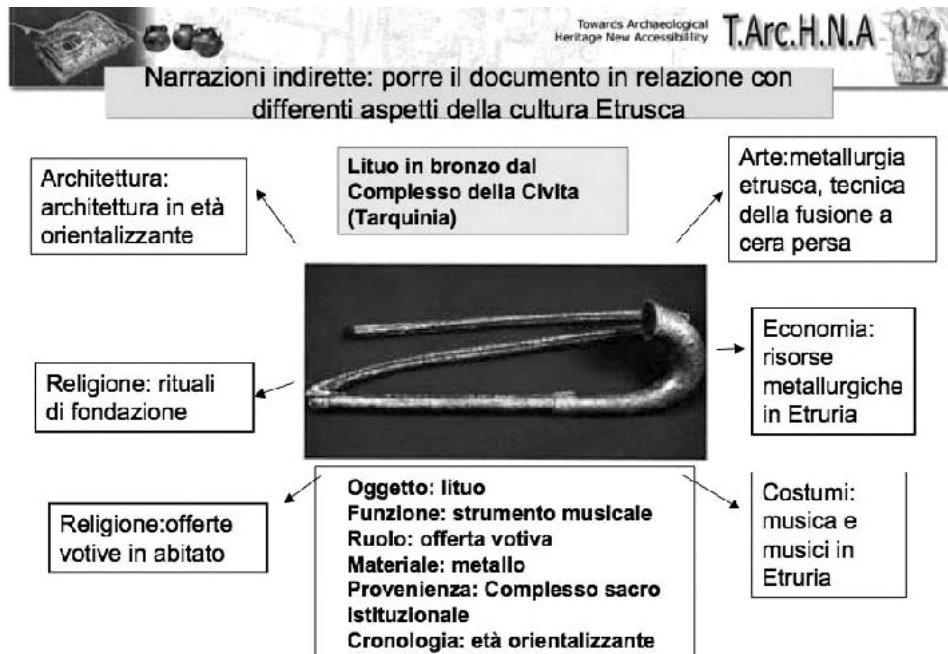 Towards Archaeological
Heritage New Accessibility
T.Arc.H.N.A
Narrazioni indirette: porre il documento in relazione con
differenti aspetti della cultura Etrusca
Architettura:
architettura in età
orientalizzante
Lituo in bronzo dal
Complesso della Civita
(Tarquinia)
Arte:metallurgia
etrusca, tecnica
della fusione a
cera persa
Religione: rituali
di fondazione
Economia:
risorse
metallurgiche
in Etruria
Religione:offerte
votive in abitato
Oggetto: lituo
Funzione: strumento musicale
Ruolo: offerta votiva
Materiale: metallo
Provenienza: Complesso sacro
istituzionale
Cronologia: età orientalizzante
Costumi:
musica e
musici in
Etruria